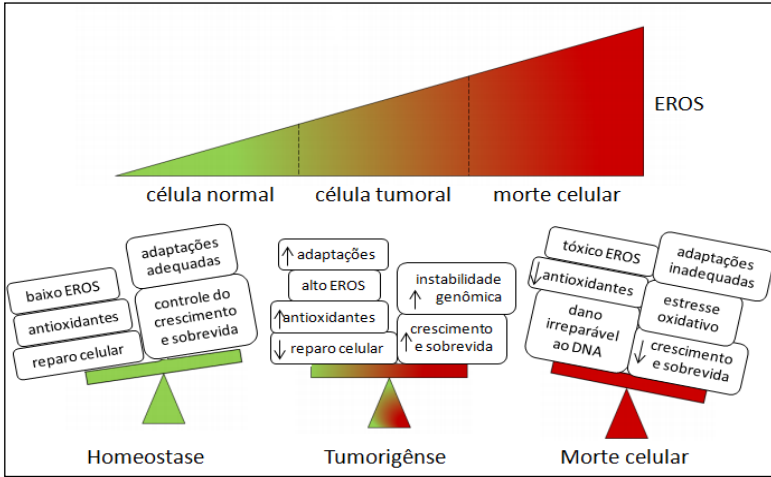 EROS
célula normal
célula tumoral
morte celular
baixo EROS
antioxidantes
reparo celular
adaptações
adequadas
controle do
crescimento
e sobrevida
↑ adaptações
alto EROS
↑ antioxidantes
↓ reparo celular
instabilidade
↑ genômica
crescimento
↑ e sobrevida
tóxico EROS
↓ antioxidantes
dano
irreparável
ao DNA
adaptações
inadequadas
estresse
oxidativo
↓ crescimento
e sobrevida
Homeostase
Tumorigênse
Morte celular